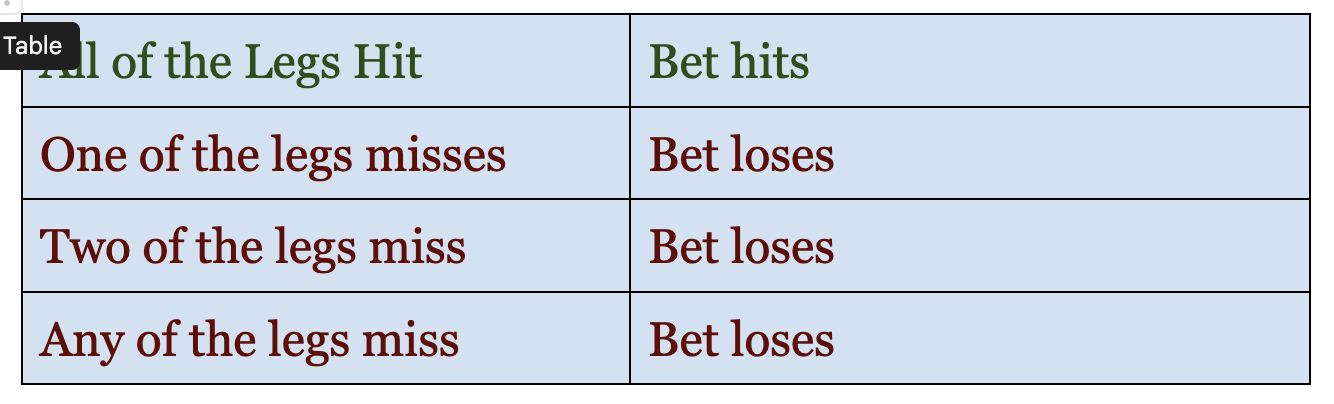 Table
All of the Legs Hit
Bet hits
One of the legs misses
Bet loses
Two of the legs miss
Bet loses
Any of the legs miss
Bet loses